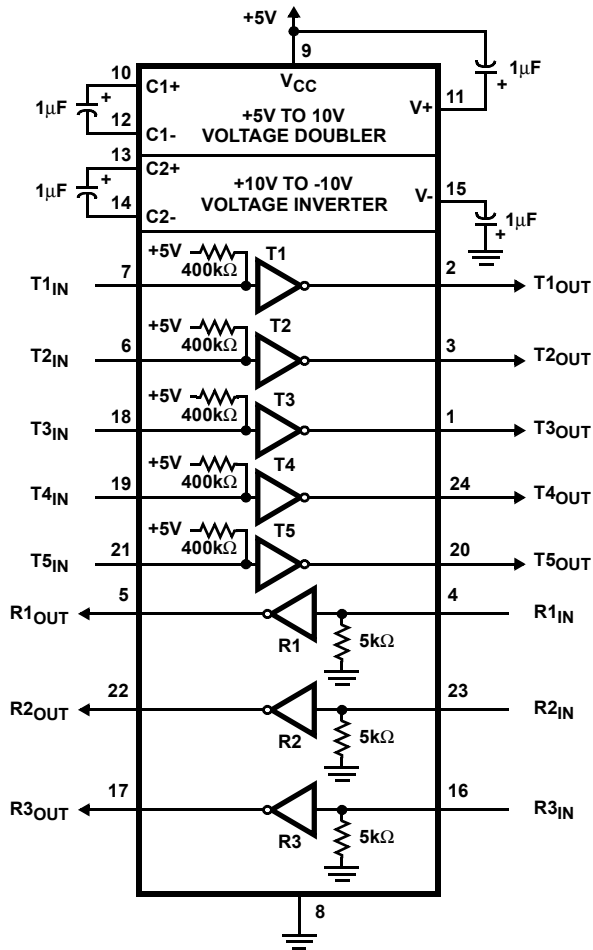 +5V
9
10
C1+
VCC
1μF
+
1μF
+
V+
11
12
C1-
+5V TO 10V
VOLTAGE DOUBLER
13
C2+
1μF
+
14
C2-
+10V TO -10V
VOLTAGE INVERTER
V-
15
1μF
+
T1IN
7
+5V
400kΩ
T1
2
T1OUT
T2IN
6
+5V
400kΩ
T2
3
T2OUT
T3IN
18
+5V
400kΩ
T3
1
T3OUT
T4IN
19
+5V
400kΩ
T4
24
T4OUT
T5IN
21
+5V
400kΩ
T5
20
T5OUT
R1OUT
5
R1
5kΩ
4
R1IN
R2OUT
22
R2
5kΩ
23
R2IN
R3OUT
17
R3
5kΩ
16
R3IN
8